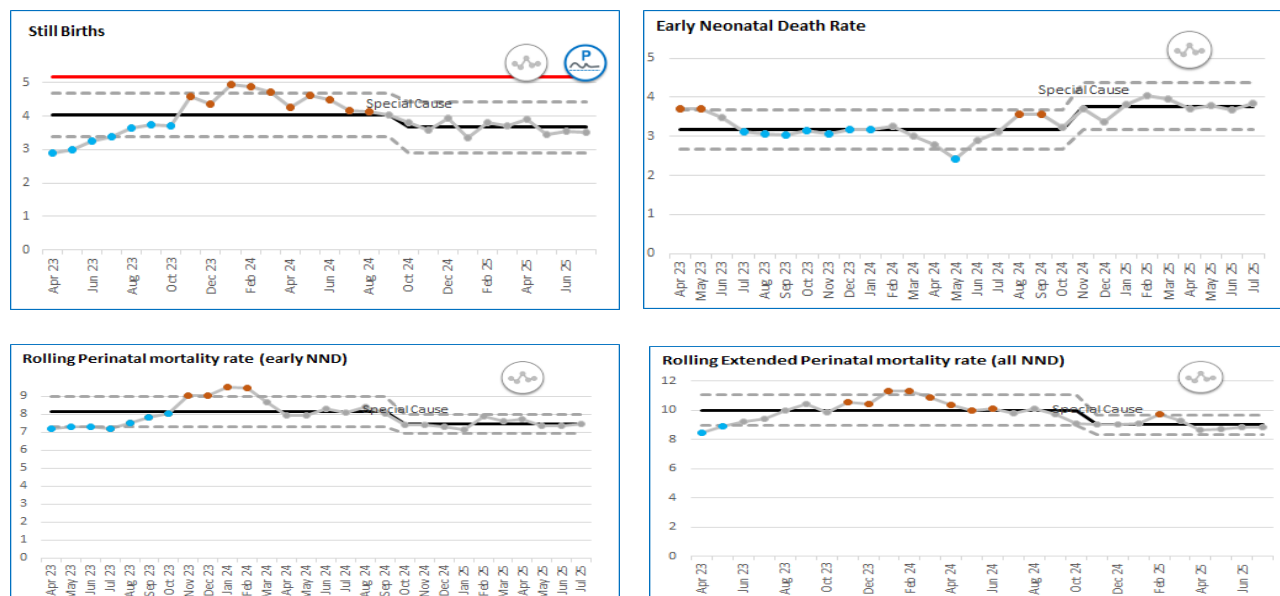 Still Births
P
5
4
3
2
1
0
Special Cause
Apr 23
Jun 23
Aug 23
Oct 23
Dec 23
Feb 24
Apr 24
Jun 24
Aug 24
Oct 24
Dec 24
Feb 25
Apr 25
Jun 25
Early Neonatal Death Rate
5
4
3
2
1
0
Special Cause
Apr 23
May 23
Jun 23
Jul 23
Aug 23
Sep 23
Oct 23
Nov 23
Dec 23
Jan 24
Feb 24
Mar 24
Apr 24
May 24
Jun 24
Jul 24
Aug 24
Sep 24
Oct 24
Nov 24
Dec 24
Jan 25
Feb 25
Mar 25
Apr 25
May 25
Jun 25
Jul 25
Rolling Perinatal mortality rate (early NND)
9
8
7
6
5
4
3
2
1
0
Special Cause
Apr 23
May 23
Jun 23
Jul 23
Aug 23
Sep 23
Oct 23
Nov 23
Dec 23
Jan 24
Feb 24
Mar 24
Apr 24
May 24
Jun 24
Jul 24
Aug 24
Sep 24
Oct 24
Nov 24
Dec 24
Jan 25
Feb 25
Mar 25
Apr 25
May 25
Jun 25
Jul 25
Rolling Extended Perinatal mortality rate (all NND)
12
10
8
6
4
2
0
Special Cause
Apr 23
Jun 23
Aug 23
Oct 23
Dec 23
Feb 24
Apr 24
Jun 24
Aug 24
Oct 24
Dec 24
Feb 25
Apr 25
Jun 25